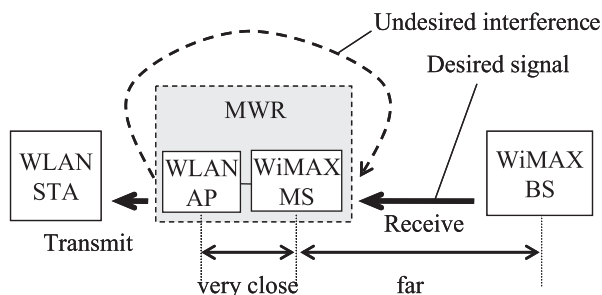 Undesired interference
Desired signal
MWR
WLAN
STA
WLAN
AP
WiMAX
MS
WiMAX
BS
Transmit
Receive
very close
far